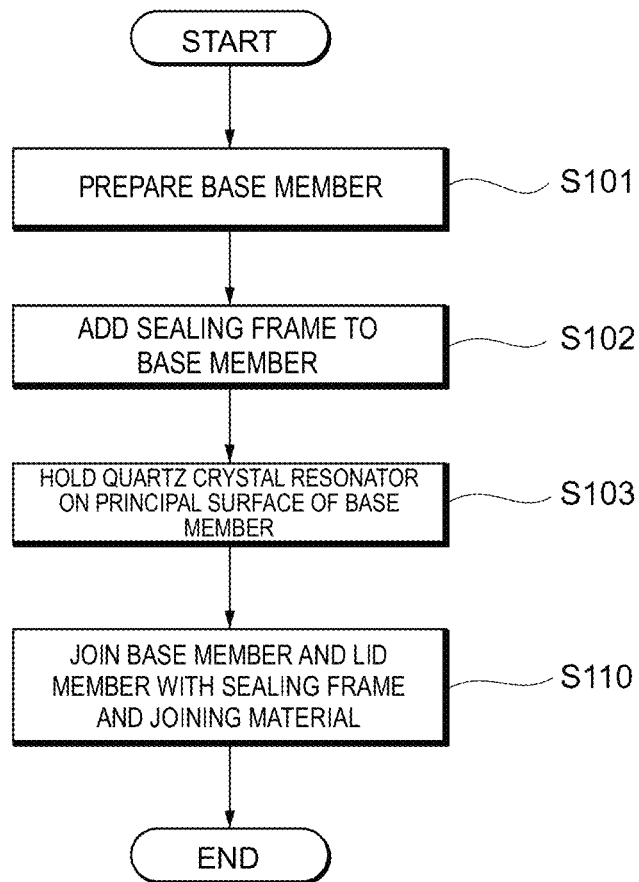 START
PREPARE BASE MEMBER
S101
ADD SEALING FRAME TO
BASE MEMBER
S102
HOLD QUARTZ CRYSTAL RESONATOR
ON PRINCIPAL SURFACE OF BASE
MEMBER
S103
JOIN BASE MEMBER AND LID
MEMBER WITH SEALING FRAME
AND JOINING MATERIAL
S110
END